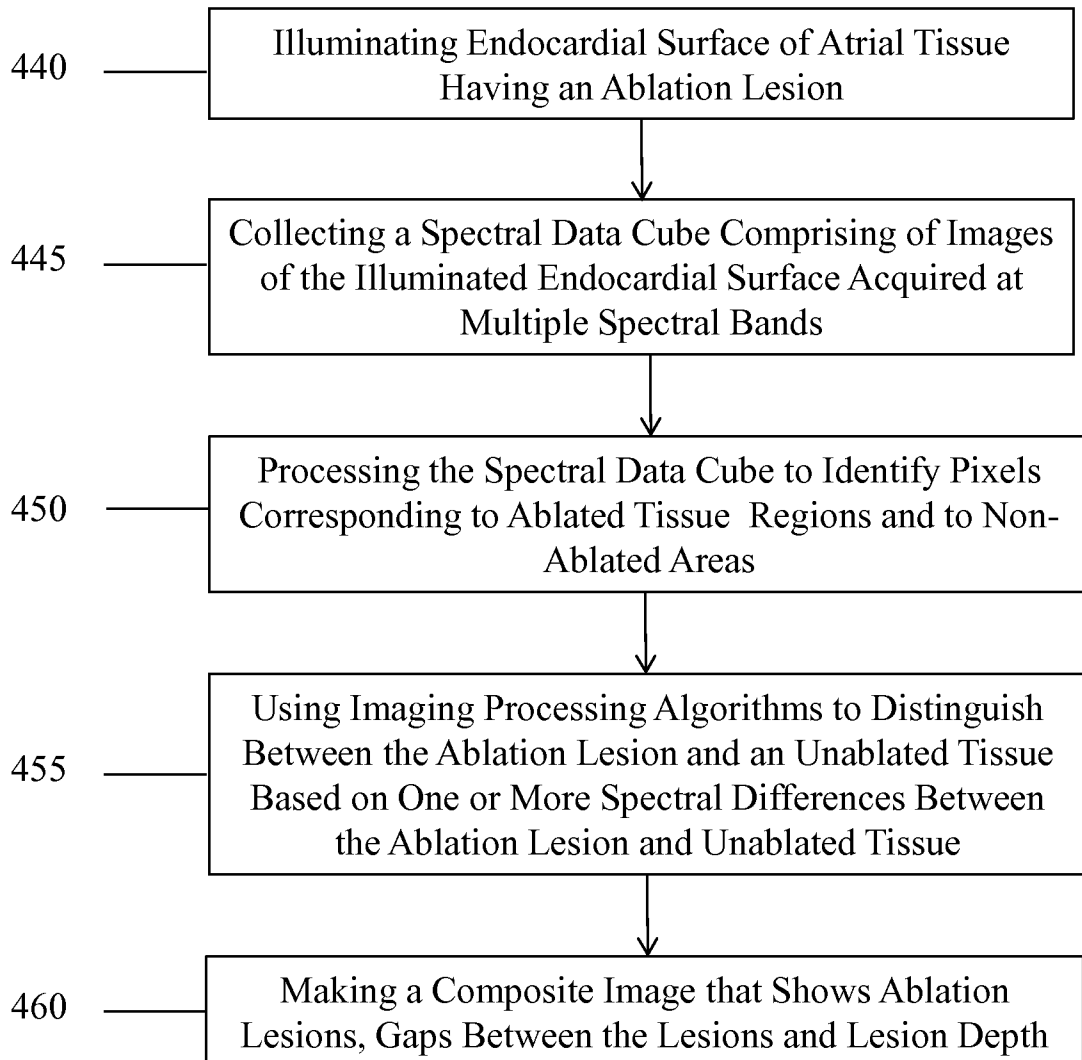 440
Illuminating Endocardial Surface of Atrial Tissue
Having an Ablation Lesion
445
Collecting a Spectral Data Cube Comprising of Images
of the Illuminated Endocardial Surface Acquired at
Multiple Spectral Bands
450
Processing the Spectral Data Cube to Identify Pixels
Corresponding to Ablated Tissue Regions and to Non-
Ablated Areas
455
Using Imaging Processing Algorithms to Distinguish
Between the Ablation Lesion and an Unablated Tissue
Based on One or More Spectral Differences Between
the Ablation Lesion and Unablated Tissue
460
Making a Composite Image that Shows Ablation
Lesions, Gaps Between the Lesions and Lesion Depth